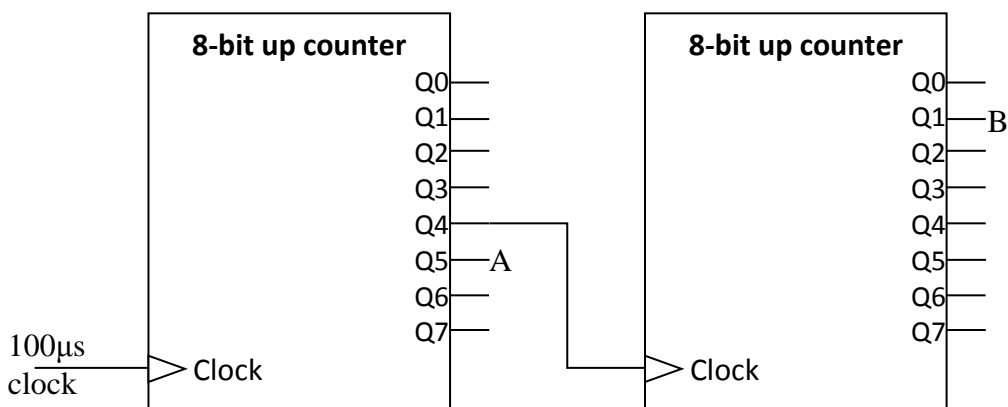 8-bit up counter
Q0
Q1
Q2
Q3
Q4
Q5
A
Q6
Q7
100μs
clock
Clock
8-bit up counter
Q0
Q1
B
Q2
Q3
Q4
Q5
Q6
Q7
Clock